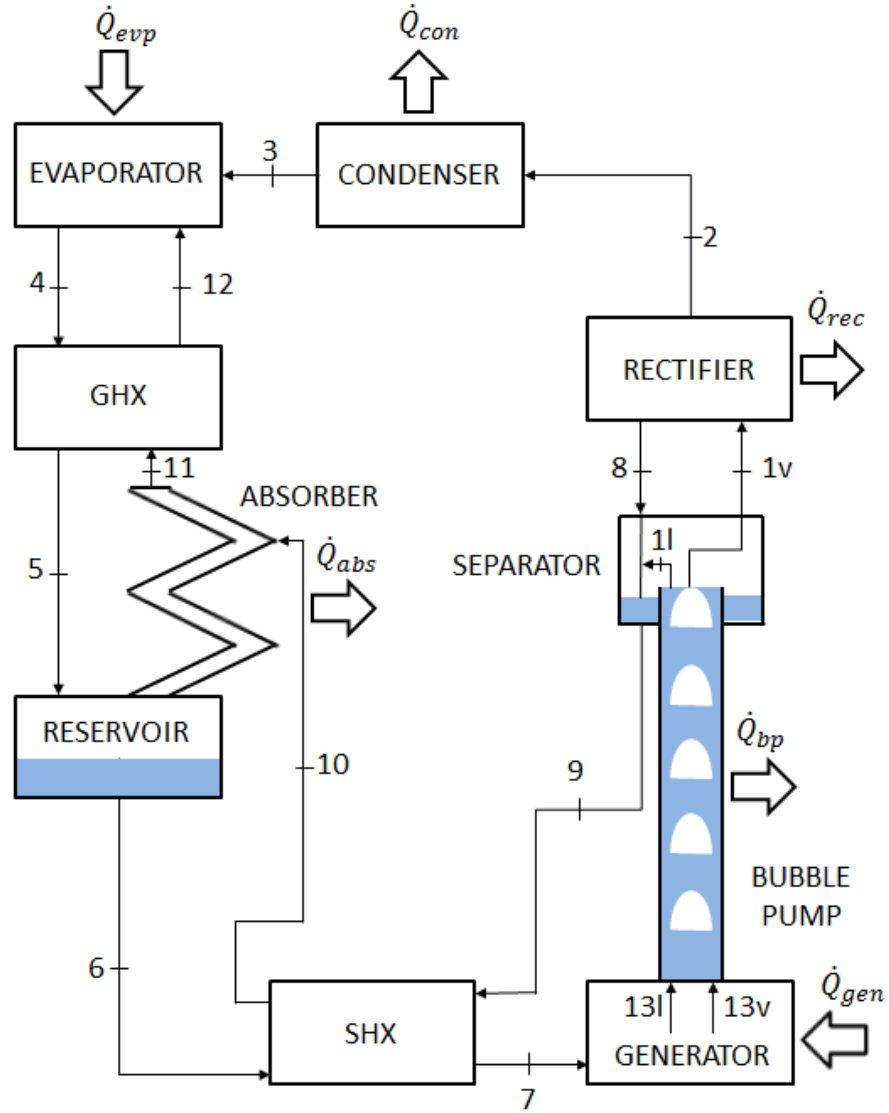 Q̇evp
Q̇con
EVAPORATOR
3
CONDENSER
2
4
12
Q̇rec
GHX
RECTIFIER
11
8
1v
ABSORBER
5
Q̇abs
SEPARATOR
1l
RESERVOIR
Q̇bp
10
9
BUBBLE
PUMP
6
Q̇gen
13l
13v
SHX
GENERATOR
7